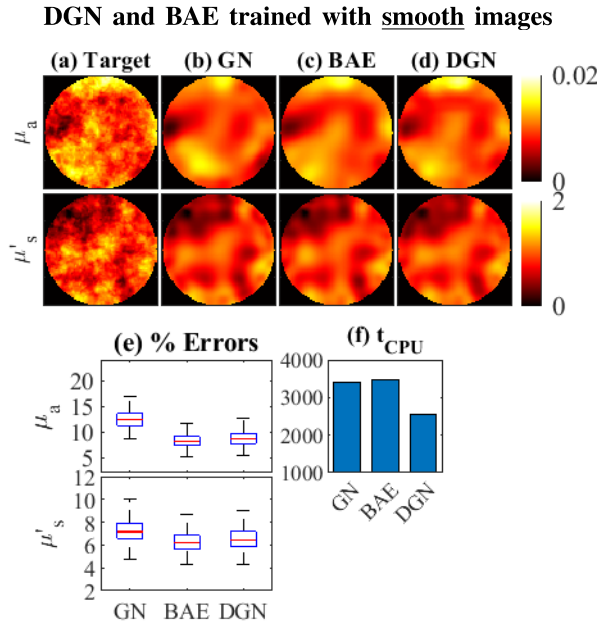 DGN and BAE trained with smooth images
(a) Target (b) GN (c) BAE (d) DGN
μa
0.02
0
μ's
2
0
(e) % Errors
μa
20
15
10
5
(f) tCPU
4000
3000
2000
1000
GN BAE DGN
μ's
12
10
8
6
4
2
GN BAE DGN